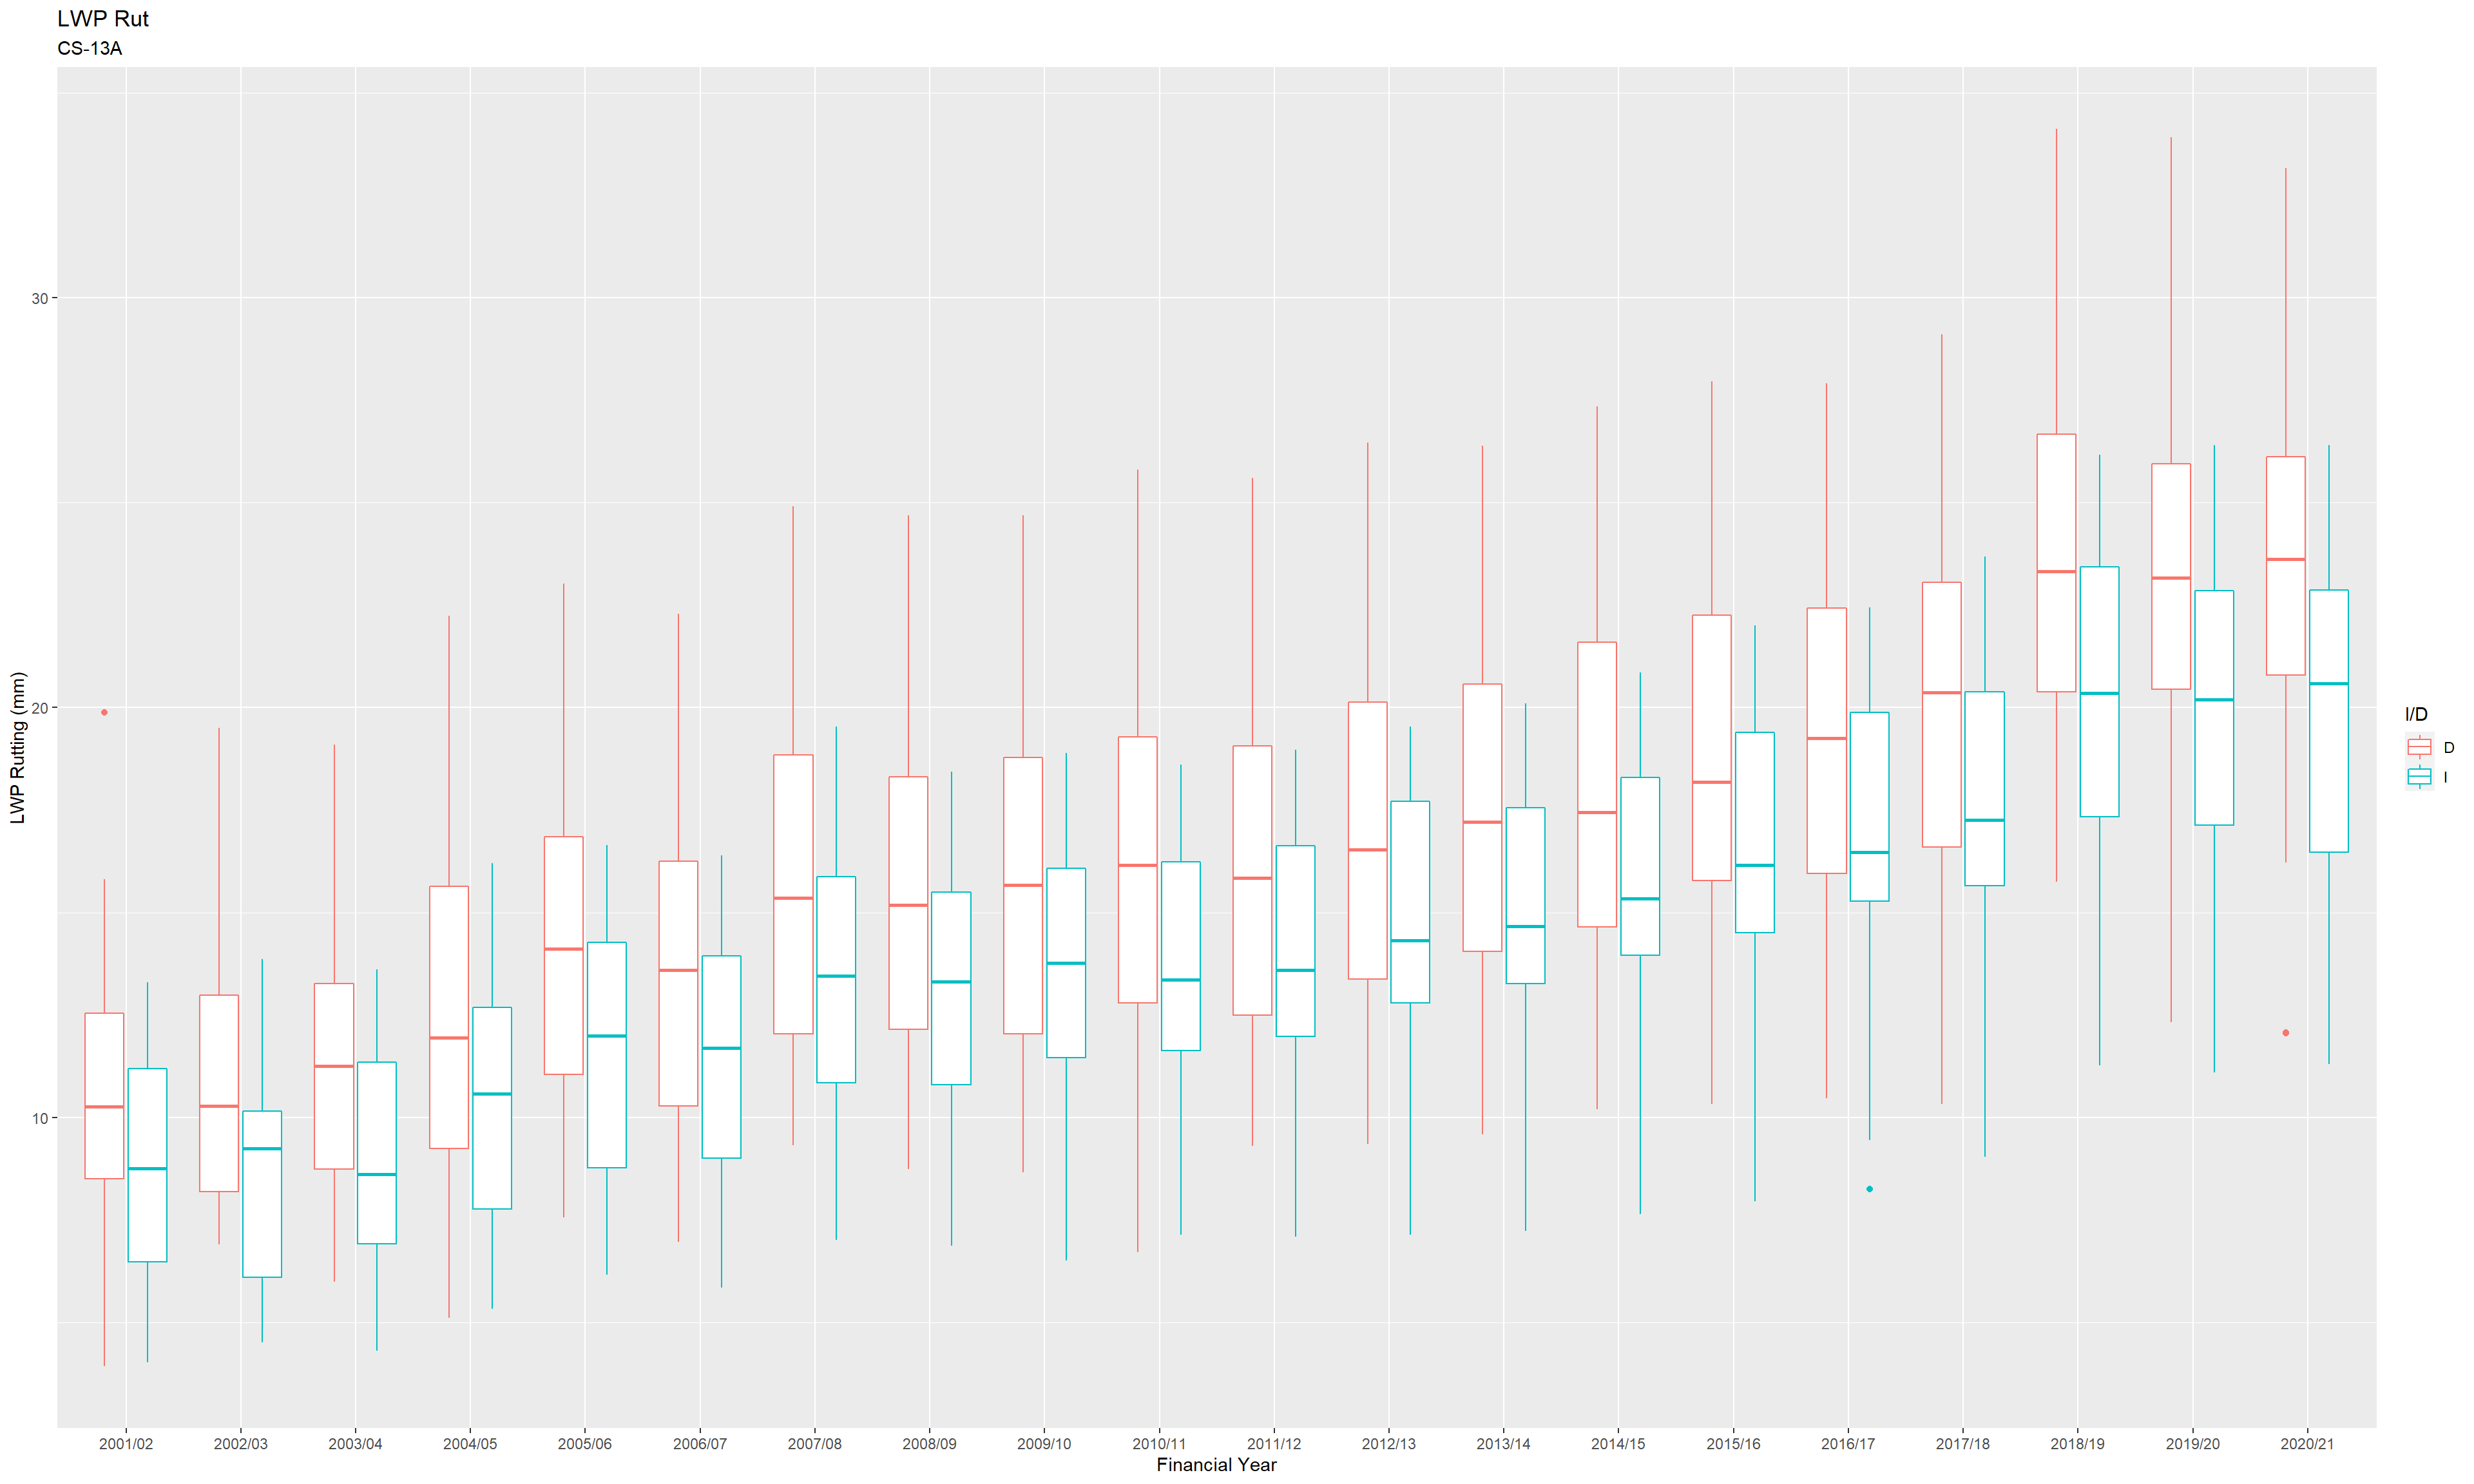 LWP Rut
CS-13A
30
20
10
LWP Rutting (mm)
2001/02 2002/03 2003/04 2004/05 2005/06 2006/07 2007/08 2008/09 2009/10 2010/11 2011/12 2012/13 2013/14 2014/15 2015/16 2016/17 2017/18 2018/19 2019/20 2020/21
Financial Year
I/D
D
I